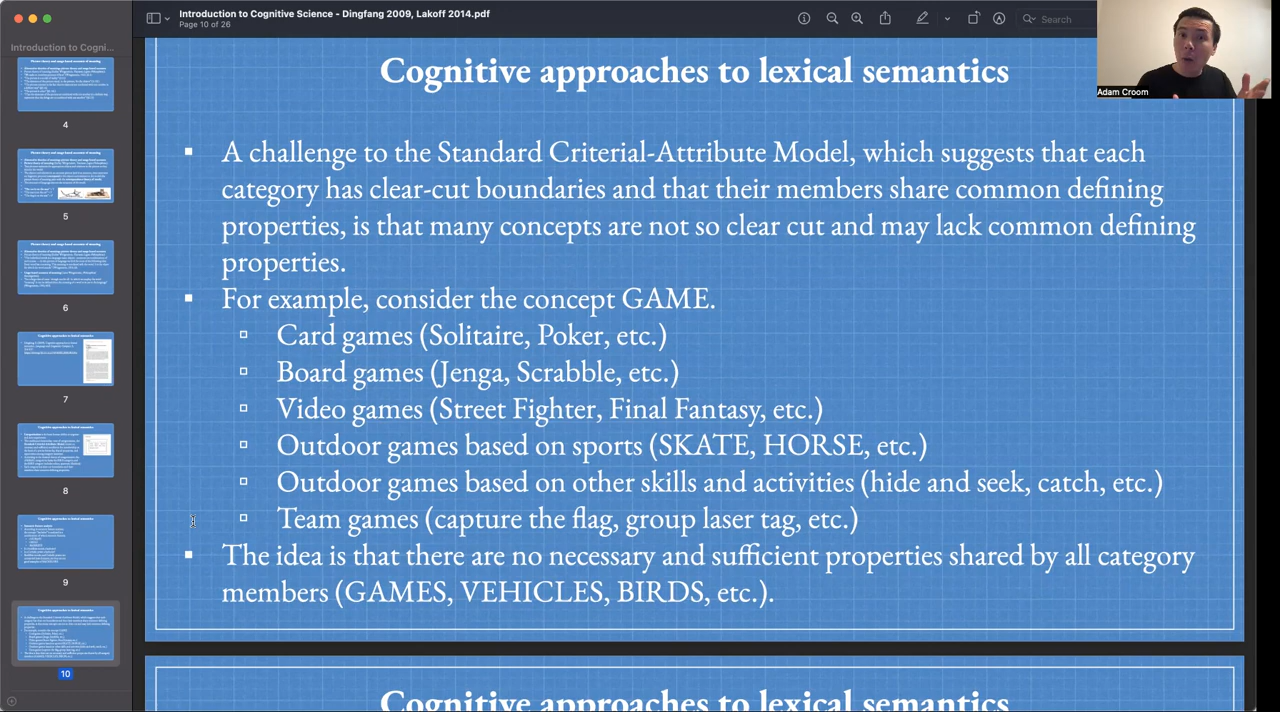 Introduction to Cognitive Science - Dingfang 2009, Lakoff 2014.pdf
Page 10 of 26
Search
Introduction to Cogni...
Adam Croom
4
5
6
7
8
9
10
Cognitive approaches to lexical semantics
A challenge to the Standard Criterial-Attribute Model, which suggests that each
category has clear-cut boundaries and that their members share common defining
properties, is that many concepts are not so clear cut and may lack common defining
properties.
For example, consider the concept GAME.
Card games (Solitaire, Poker, etc.)
Board games (Jenga, Scrabble, etc.)
Video games (Street Fighter, Final Fantasy, etc.)
Outdoor games based on sports (SKATE, HORSE, etc.)
Outdoor games based on other skills and activities (hide and seek, catch, etc.)
Team games (capture the flag, group laser tag, etc.)
The idea is that there are no necessary and sufficient properties shared by all category
members (GAMES, VEHICLES, BIRDS, etc.).
Cognitive approaches to lexical semantics